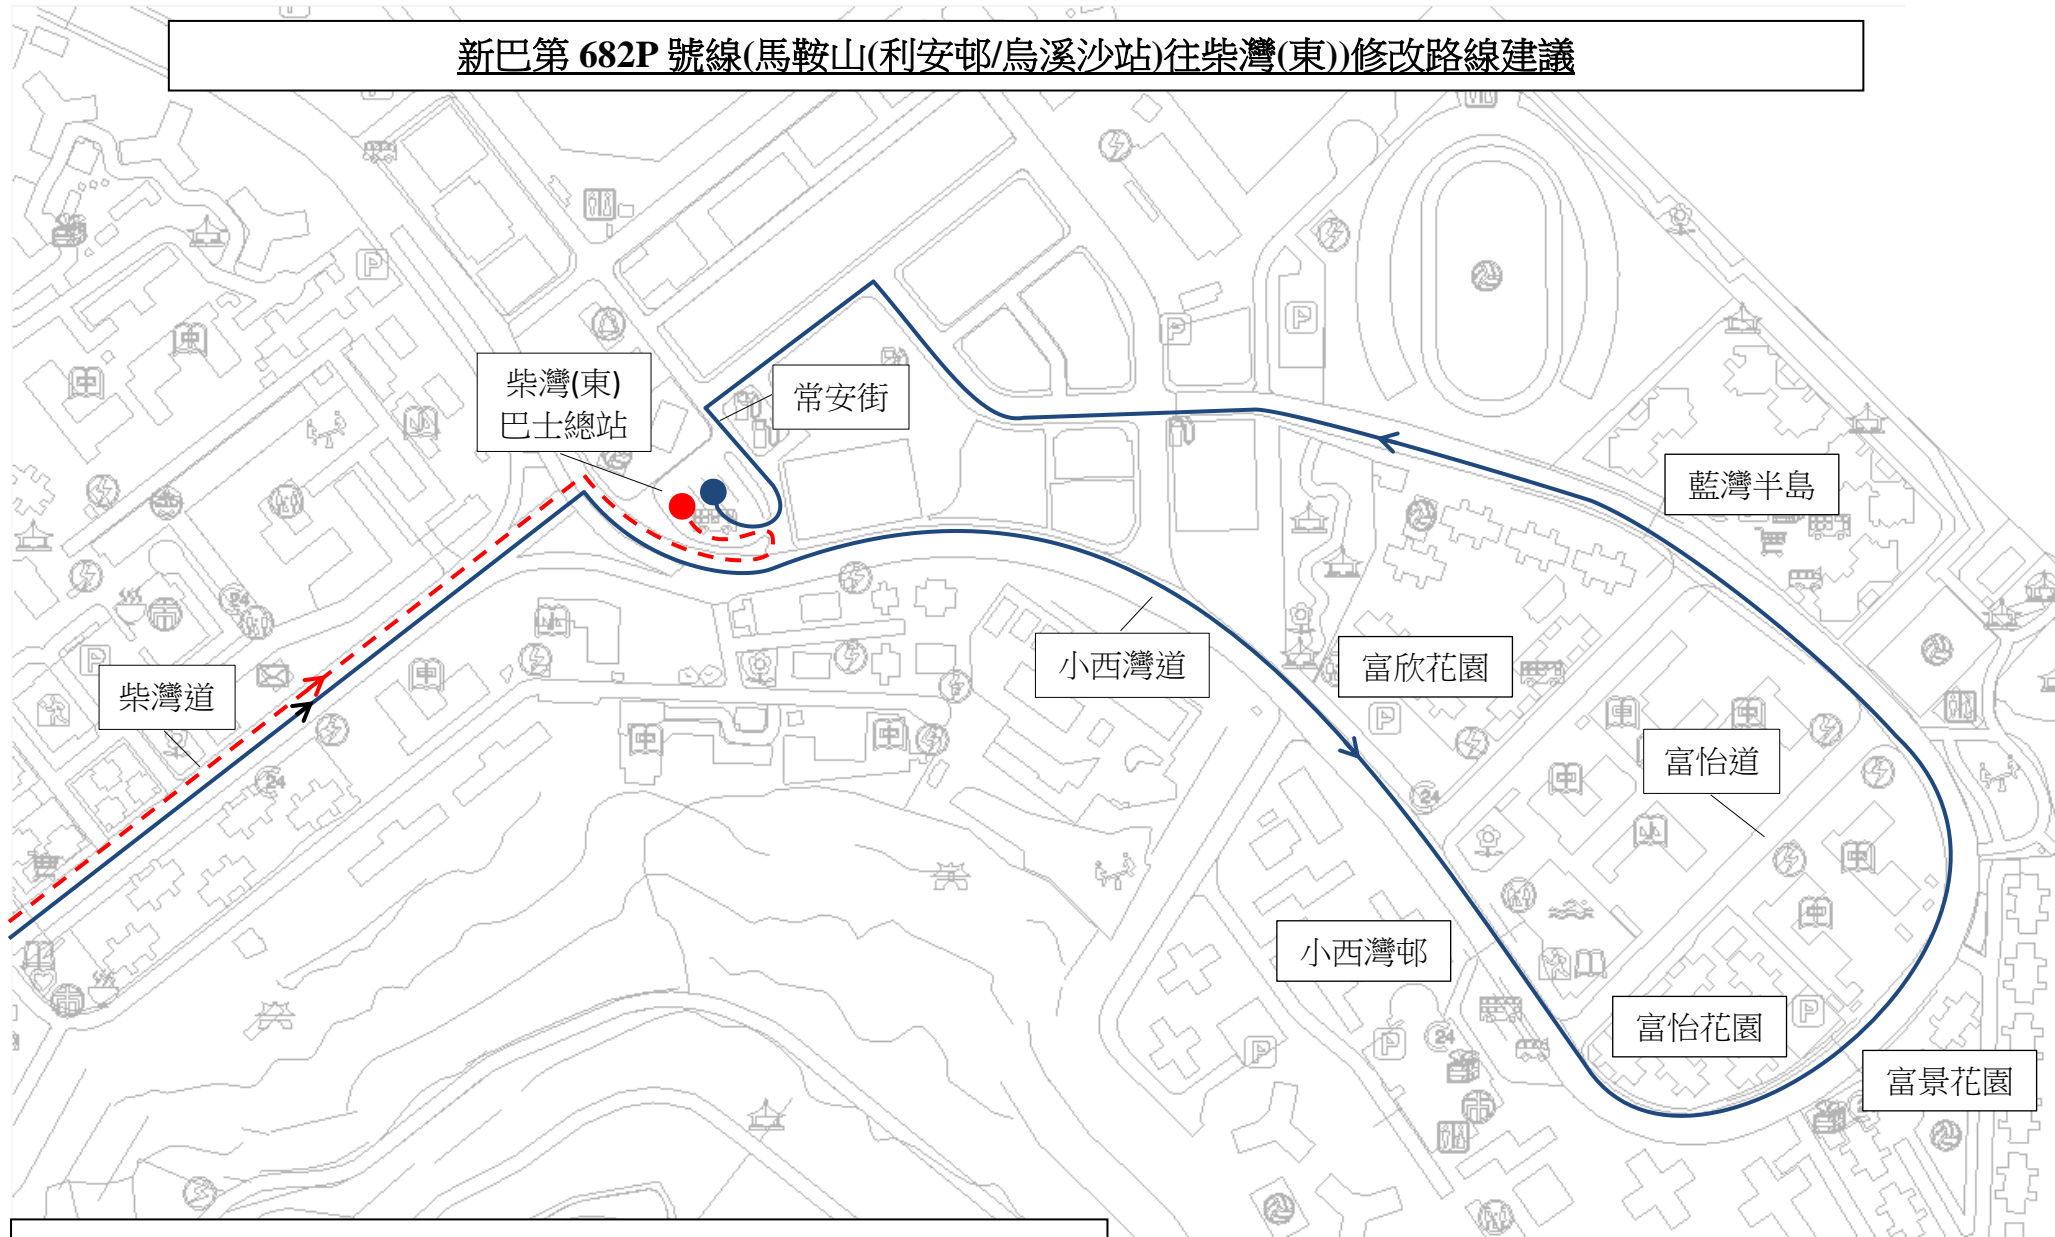 新巴第 682P 號線(馬鞍山(利安邨/烏溪沙站)往柴灣(東))修改路線建議
柴灣(東)
巴士總站
常安街
藍灣半島
小西灣道
富欣花園
柴灣道
富怡道
小西灣邨
富怡花園
富景花園